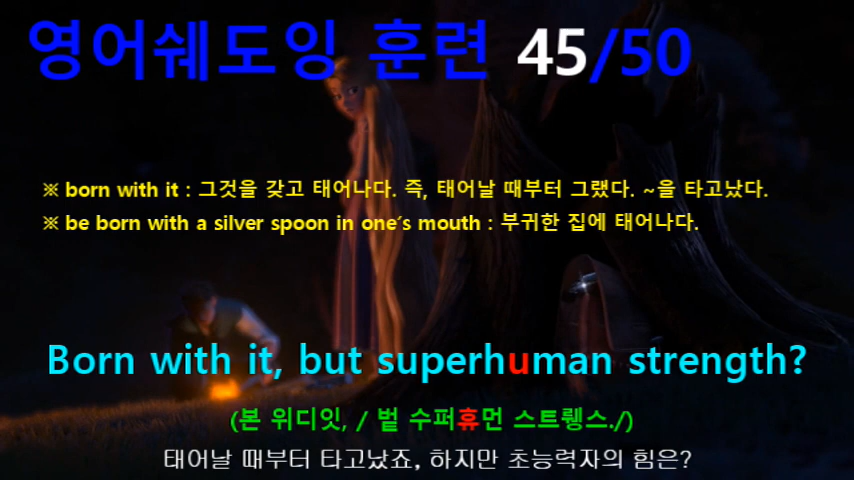 영어쉐도잉 훈련 45/50
※ born with it : 그것을 갖고 태어나다. 즉, 태어날 때부터 그랬다. ~을 타고났다.
※ be born with a silver spoon in one's mouth : 부귀한 집에 태어나다.
Born with it, but superhuman strength?
(본 위디잇, / 벝 수퍼휴먼 스트뤵스./)
태어날 때부터 타고났죠, 하지만 초능력자의 힘은?